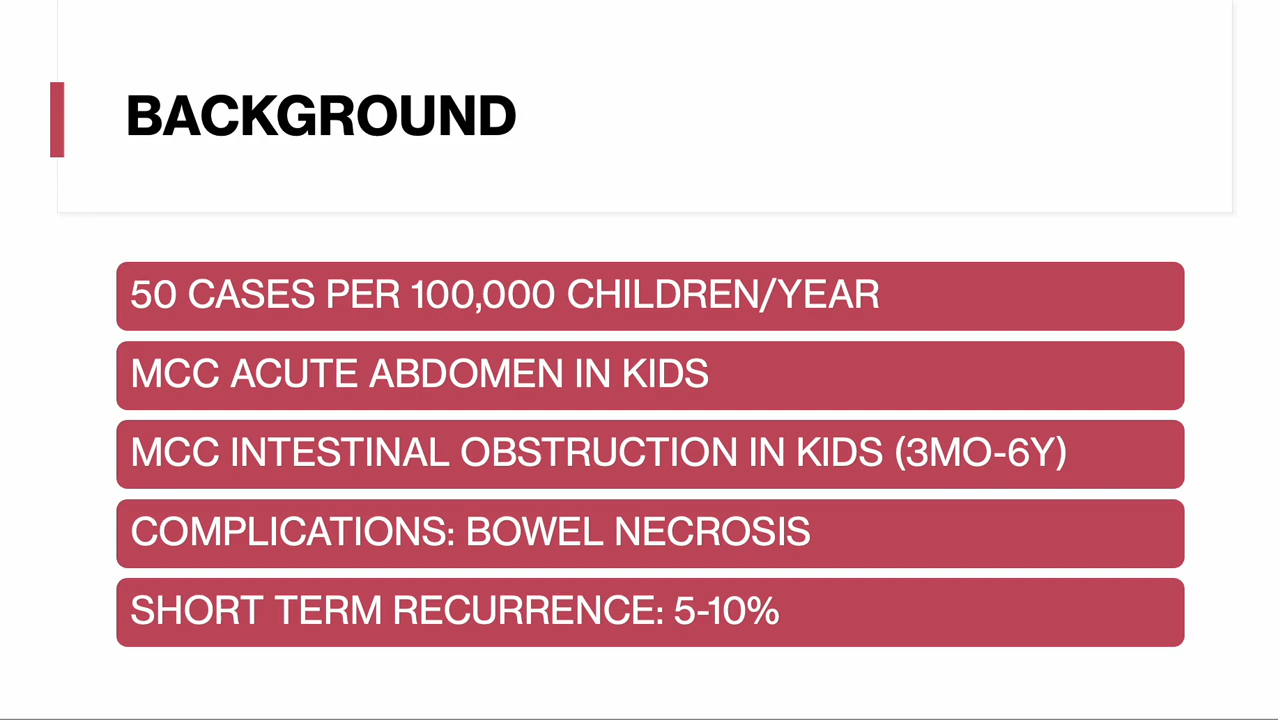 BACKGROUND
50 CASES PER 100,000 CHILDREN/YEAR
MCC ACUTE ABDOMEN IN KIDS
MCC INTESTINAL OBSTRUCTION IN KIDS (3MO-6Y)
COMPLICATIONS: BOWEL NECROSIS
SHORT TERM RECURRENCE: 5-10%